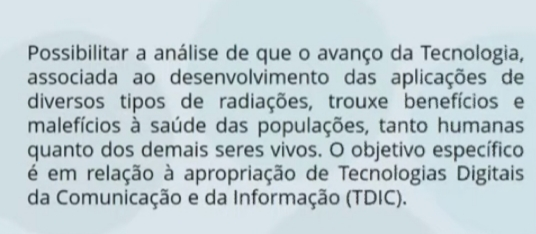 Possibilitar a análise de que o avanço da Tecnologia,
associada ao desenvolvimento das aplicações de
diversos tipos de radiações, trouxe benefícios e
malefícios à saúde das populações, tanto humanas
quanto dos demais seres vivos. O objetivo específico
é em relação à apropriação de Tecnologias Digitais
da Comunicação e da Informação (TDIC).